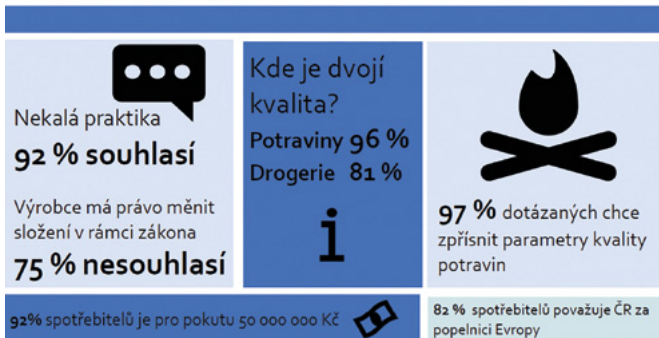 Nekalá praktika
92 % souhlasí
Výrobce má právo měnit
složení v rámci zákona
75 % nesouhlasí
Kde je dvojí
kvalita?
Potraviny 96 %
Drogerie 81 %
97 % dotázaných chce
zpřísnit parametry kvality
potravin
92% spotřebitelů je pro pokutu 50 000 000 Kč
82 % spotřebitelů považuje ČR za
popelnici Evropy